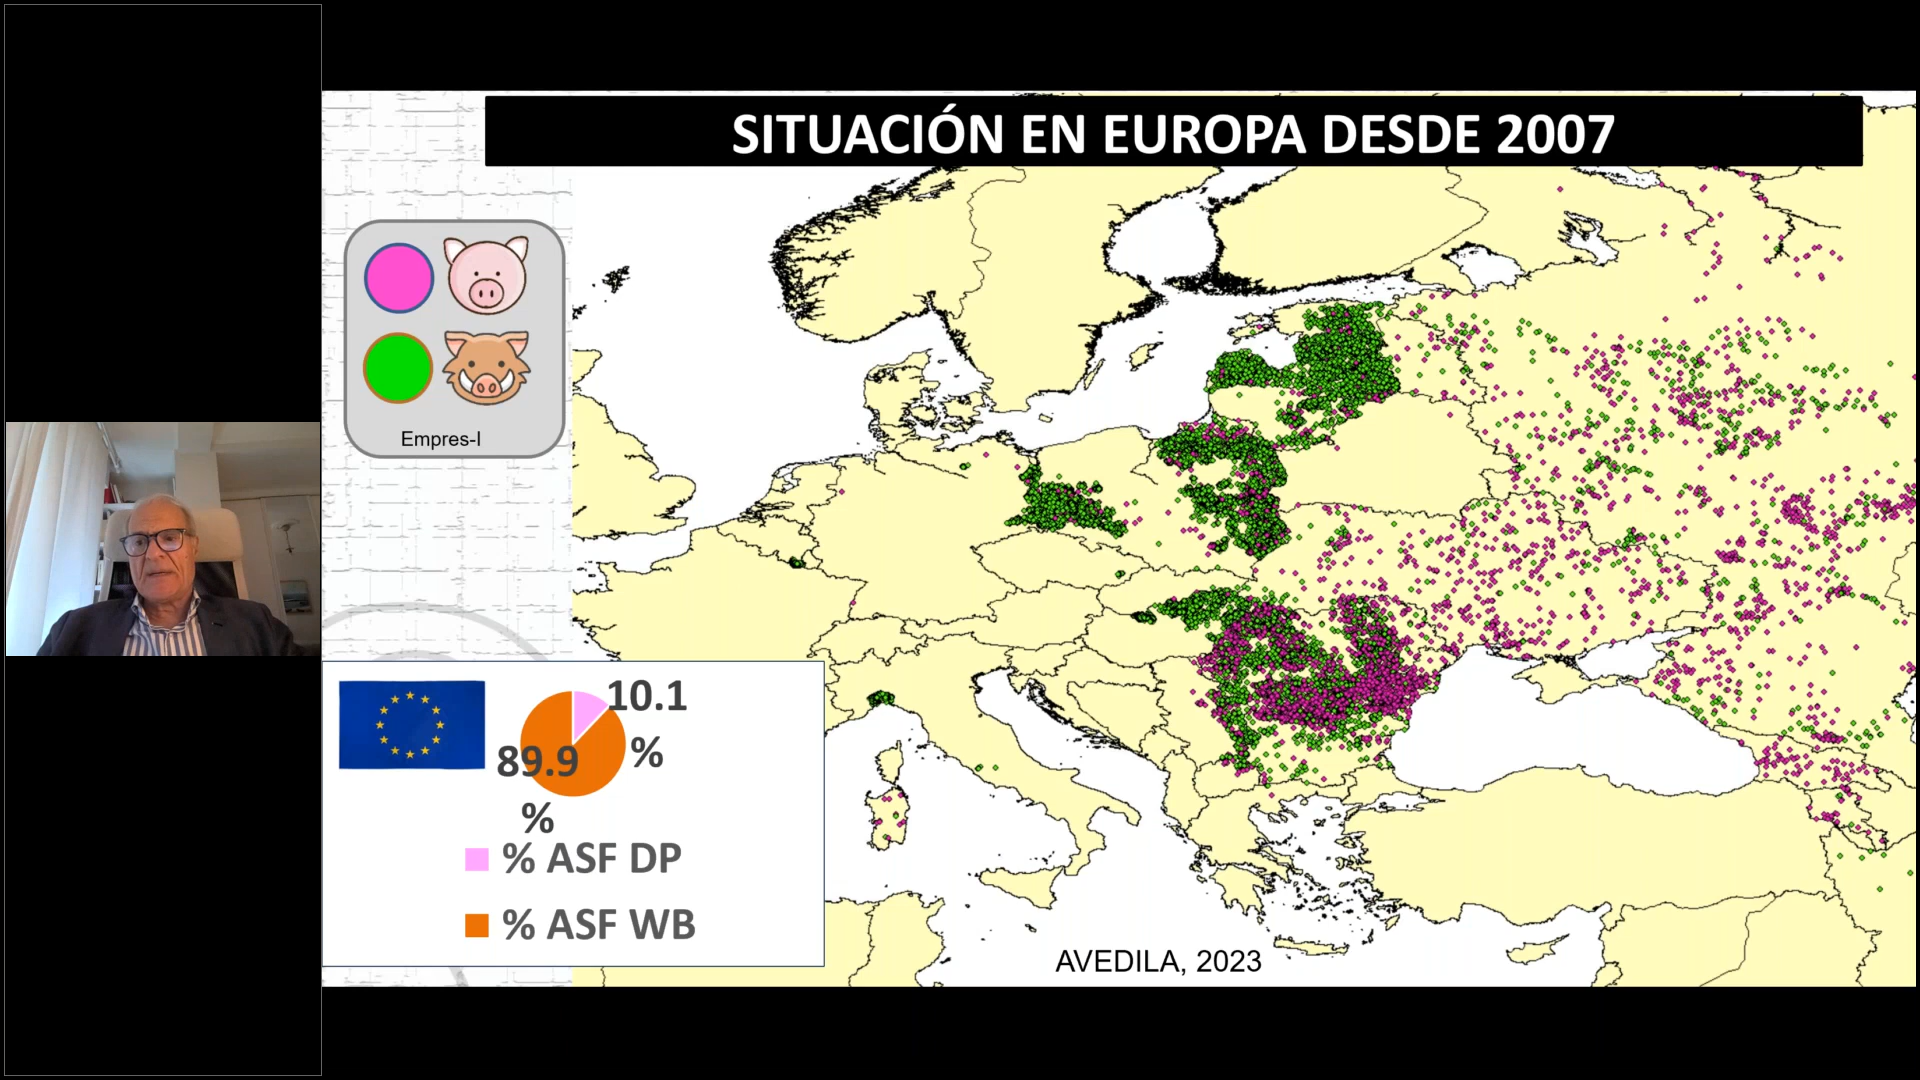 SITUACIÓN EN EUROPA DESDE 2007
Empres-I
10.1
%
89.9
%
% ASF DP
% ASF WB
AVEDILA, 2023